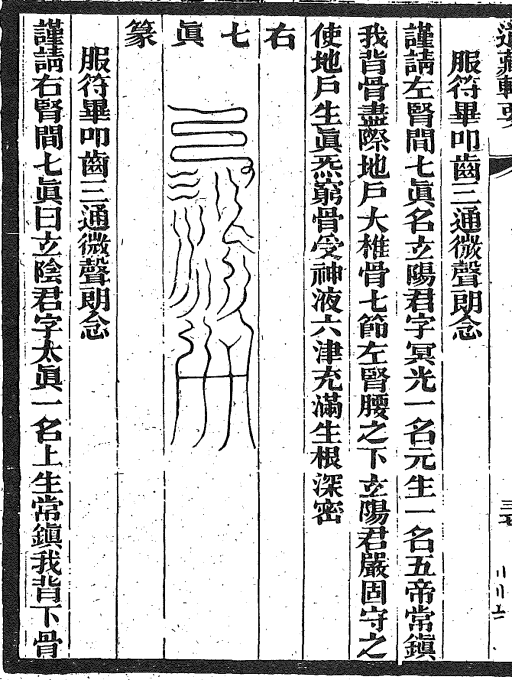 道藏輯要
服符畢叩齒三通微聲朗念
謹請左腎間七眞名立陽君字冥光一名元生一名五帝常鎭
我背骨盡際地戶大椎骨七節左腎腰之下立陽君嚴固守之
使地戶生眞炁窮骨受神液六津充滿生根深密
右
七
眞
篆
服符畢叩齒三通微聲朗念
謹請右腎間七眞曰立陰君字太眞一名上生常鎭我背下骨